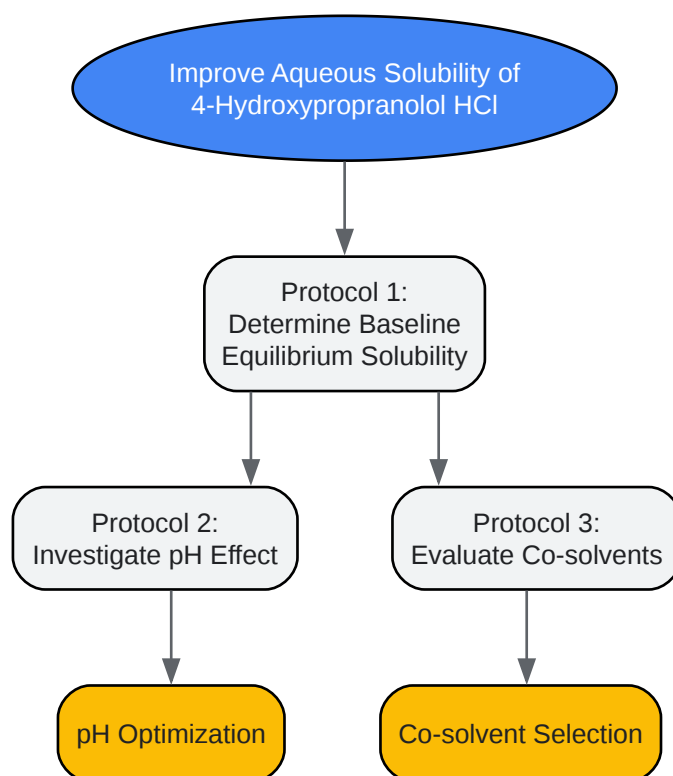 Improve Aqueous Solubility of
4-Hydroxypropranolol HCl
Protocol 1:
Determine Baseline
Equilibrium Solubility
Protocol 2:
Investigate pH Effect
Protocol 3:
Evaluate Co-solvents
pH Optimization
Co-solvent Selection